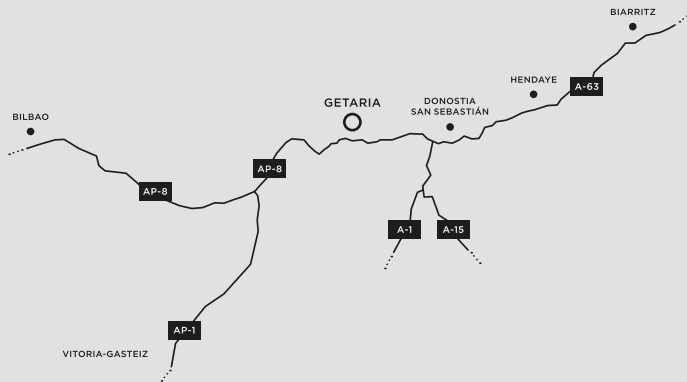 BIARRITZ
HENDAYE
A-63
GETARIA
DONOSTIA
SAN SEBASTIÁN
BILBAO
AP-8
AP-8
A-1
A-15
AP-1
VITORIA-GASTEIZ